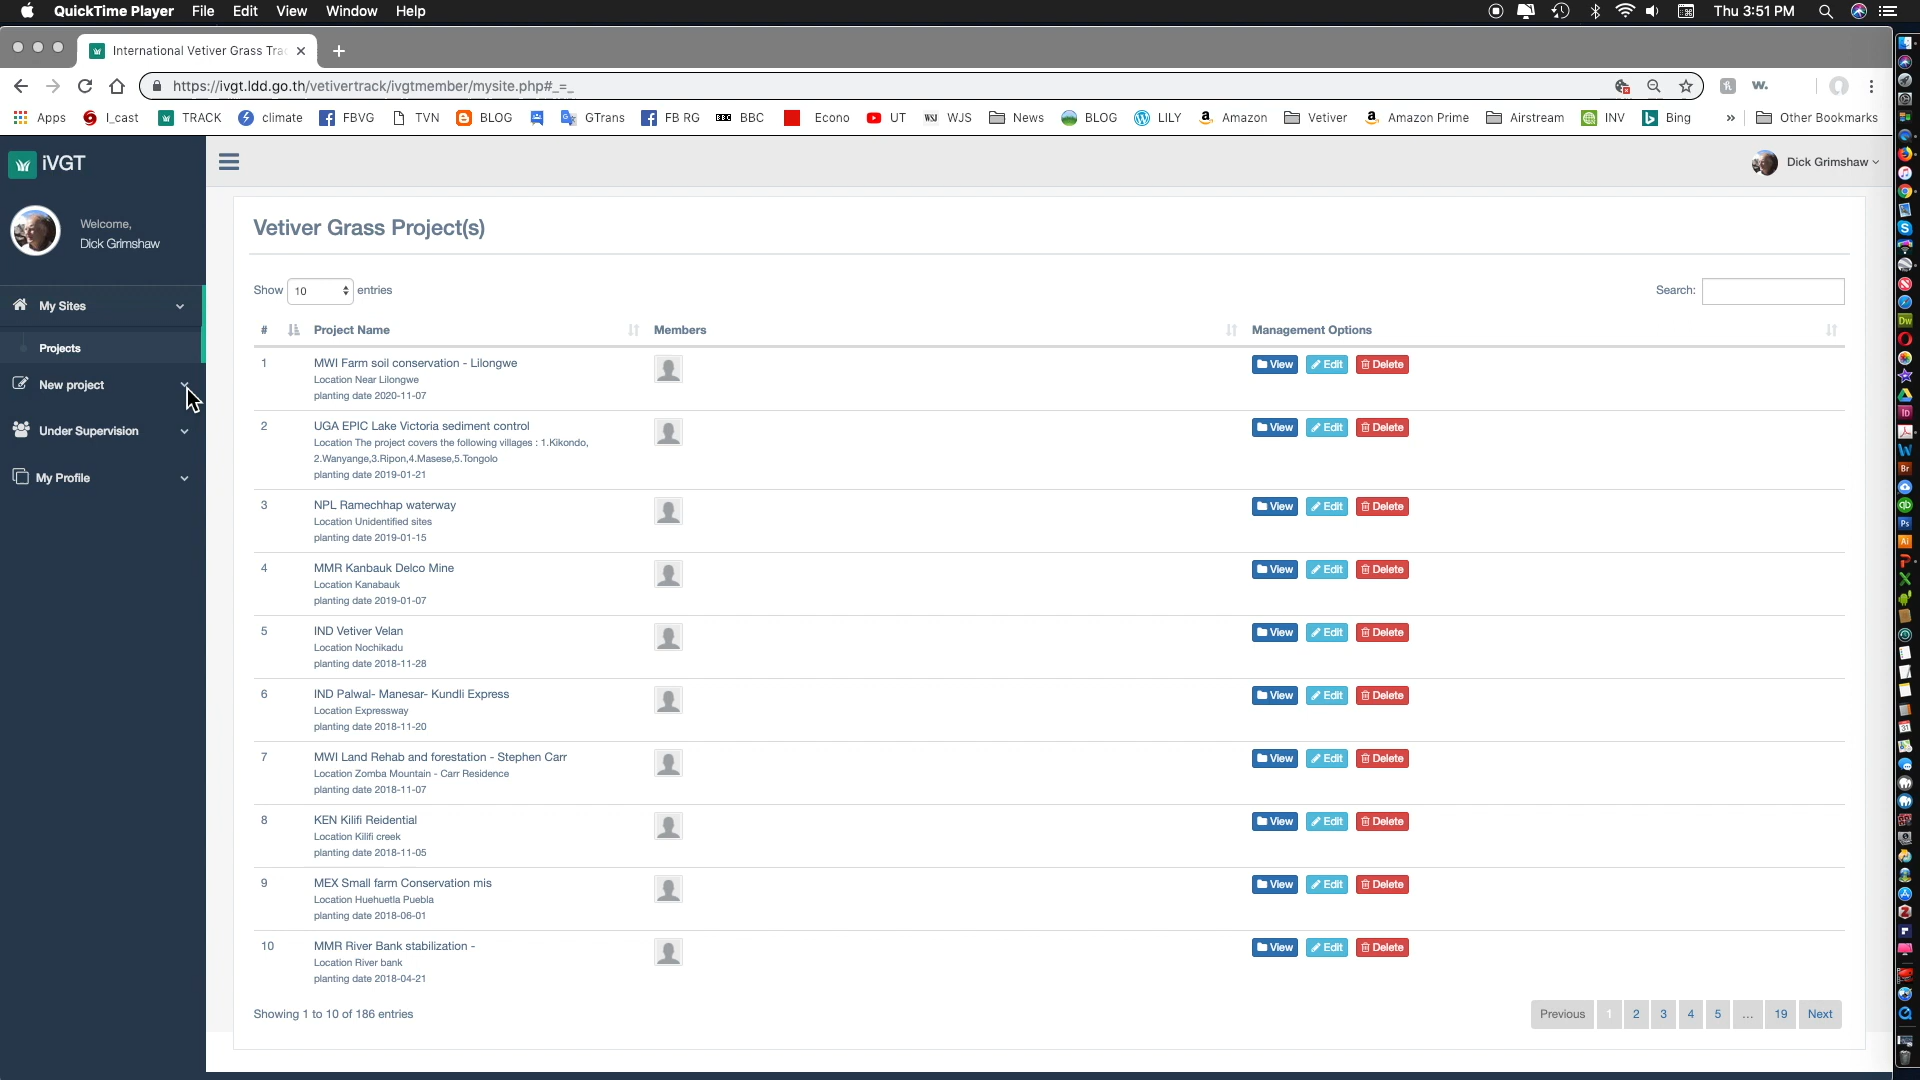 QuickTime Player File Edit View Window Help Thu 3:51 PM
International Vetiver Grass Trac
https://ivgt.ldd.go.th/vetivertrack/ivgtmember/mysite.php#_=_
Apps I_cast TRACK climate FBVG TVN BLOG GTrans FB RG BBC Econo UT WSJ WJS News BLOG LILY Amazon Vetiver Amazon Prime Airstream INV Bing » Other Bookmarks
iVGT
Dick Grimshaw
Welcome,
Dick Grimshaw
My Sites
Projects
New project
Under Supervision
My Profile
Vetiver Grass Project(s)
Show 10 entries Search:
# Project Name Members Management Options
1 MWI Farm soil conservation - Lilongwe View Edit Delete
Location Near Lilongwe
planting date 2020-11-07
2 UGA EPIC Lake Victoria sediment control View Edit Delete
Location The project covers the following villages : 1.Kikondo,
2.Wanyange,3.Ripon,4.Masese,5.Tongolo
planting date 2019-01-21
3 NPL Ramechhap waterway View Edit Delete
Location Unidentified sites
planting date 2019-01-15
4 MMR Kanbauk Delco Mine View Edit Delete
Location Kanabauk
planting date 2019-01-07
5 IND Vetiver Velan View Edit Delete
Location Nochikadu
planting date 2018-11-28
6 IND Palwal- Manesar- Kundli Express View Edit Delete
Location Expressway
planting date 2018-11-20
7 MWI Land Rehab and forestation - Stephen Carr View Edit Delete
Location Zomba Mountain - Carr Residence
planting date 2018-11-07
8 KEN Kilifi Reidential View Edit Delete
Location Kilifi creek
planting date 2018-11-05
9 MEX Small farm Conservation mis View Edit Delete
Location Huehuetla Puebla
planting date 2018-06-01
10 MMR River Bank stabilization - View Edit Delete
Location River bank
planting date 2018-04-21
Showing 1 to 10 of 186 entries Previous 1 2 3 4 5 … 19 Next